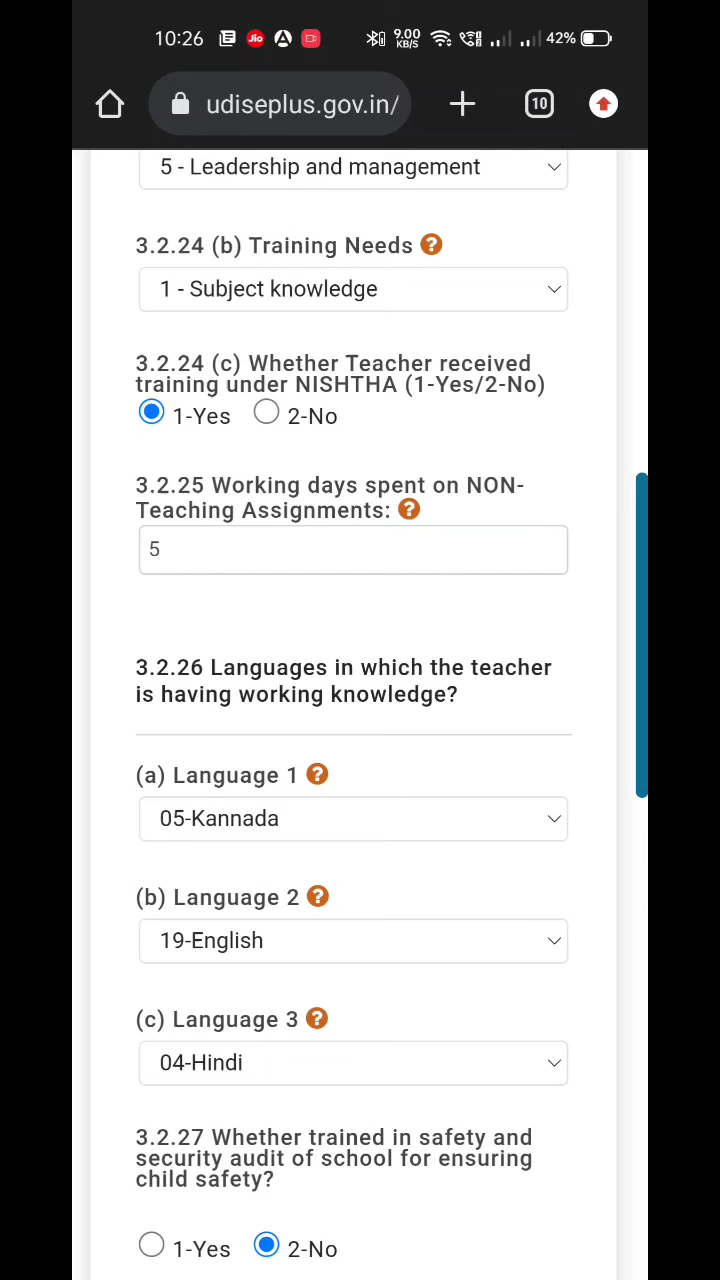 10:26
Jio
9.00
KB/S
42%
udiseplus.gov.in/
10
5 - Leadership and management
3.2.24 (b) Training Needs ?
1 - Subject knowledge
3.2.24 (c) Whether Teacher received
training under NISHTHA (1-Yes/2-No)
1-Yes 2-No
3.2.25 Working days spent on NON-
Teaching Assignments: ?
5
3.2.26 Languages in which the teacher
is having working knowledge?
(a) Language 1 ?
05-Kannada
(b) Language 2 ?
19-English
(c) Language 3 ?
04-Hindi
3.2.27 Whether trained in safety and
security audit of school for ensuring
child safety?
1-Yes 2-No